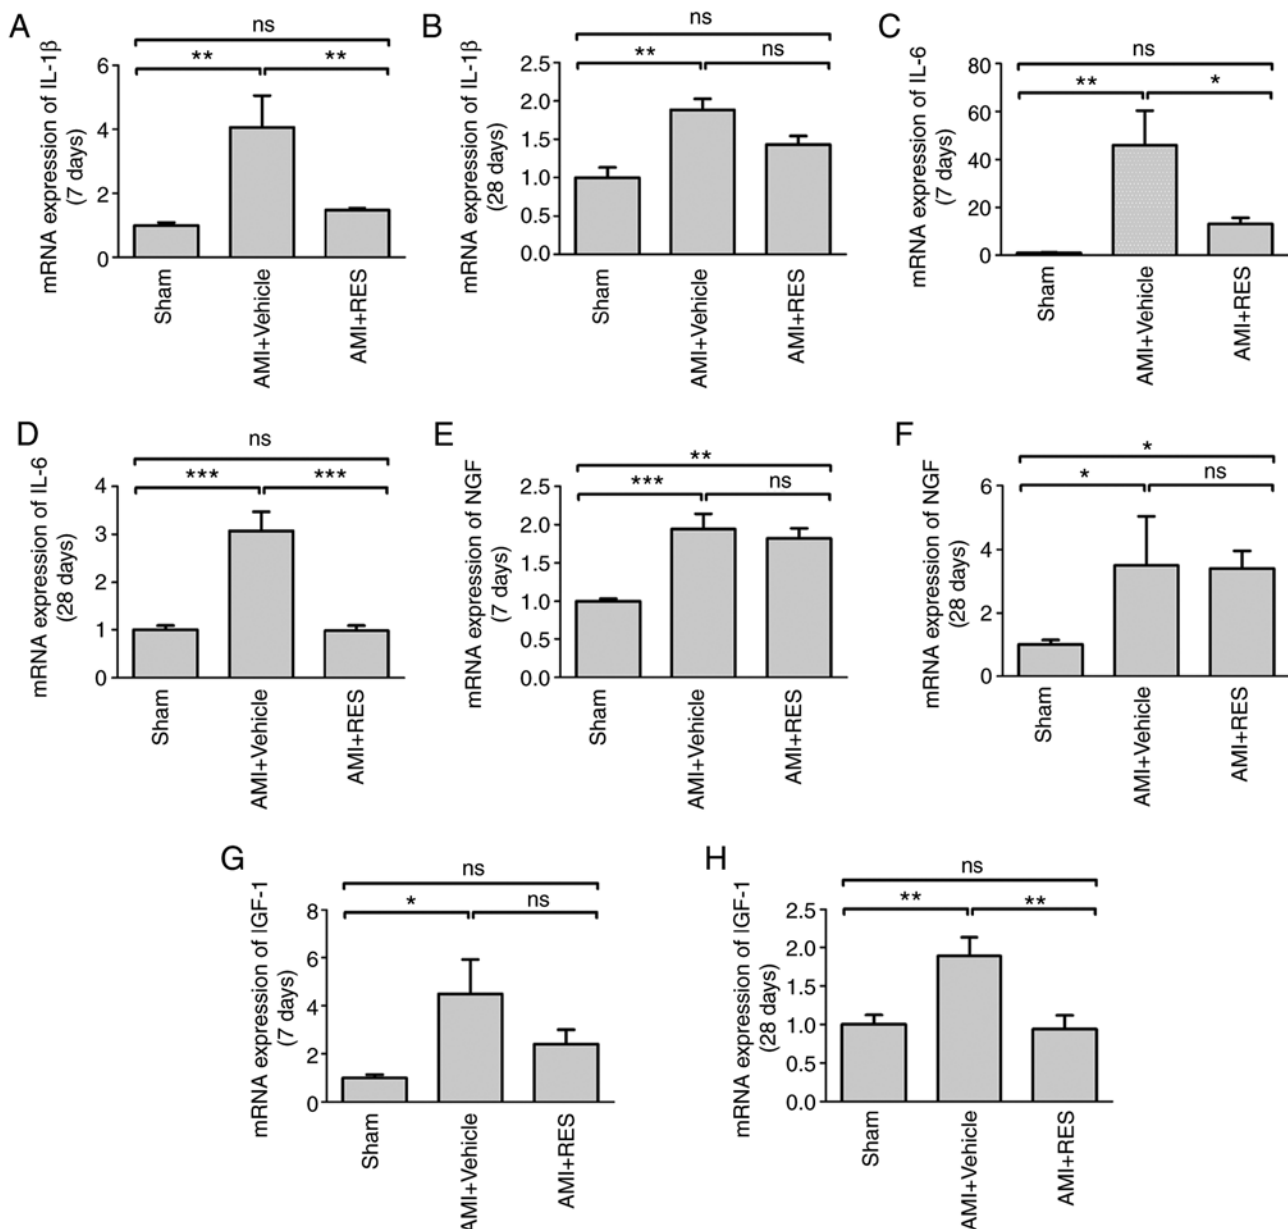 A
mRNA expression of IL-1β
(7 days)
ns
** **
6
4
2
0
Sham
AMI+Vehicle
AMI+RES
B
mRNA expression of IL-1β
(28 days)
ns
** ns
2.5
2.0
1.5
1.0
0.5
0.0
Sham
AMI+Vehicle
AMI+RES
C
mRNA expression of IL-6
(7 days)
ns
** *
80
60
40
20
0
Sham
AMI+Vehicle
AMI+RES
D
mRNA expression of IL-6
(28 days)
ns
*** ***
4
3
2
1
0
Sham
AMI+Vehicle
AMI+RES
E
mRNA expression of NGF
(7 days)
**
*** ns
2.5
2.0
1.5
1.0
0.5
0.0
Sham
AMI+Vehicle
AMI+RES
F
mRNA expression of NGF
(28 days)
*
* ns
6
4
2
0
Sham
AMI+Vehicle
AMI+RES
G
mRNA expression of IGF-1
(7 days)
ns
* ns
8
6
4
2
0
Sham
AMI+Vehicle
AMI+RES
H
mRNA expression of IGF-1
(28 days)
ns
** **
2.5
2.0
1.5
1.0
0.5
0.0
Sham
AMI+Vehicle
AMI+RES